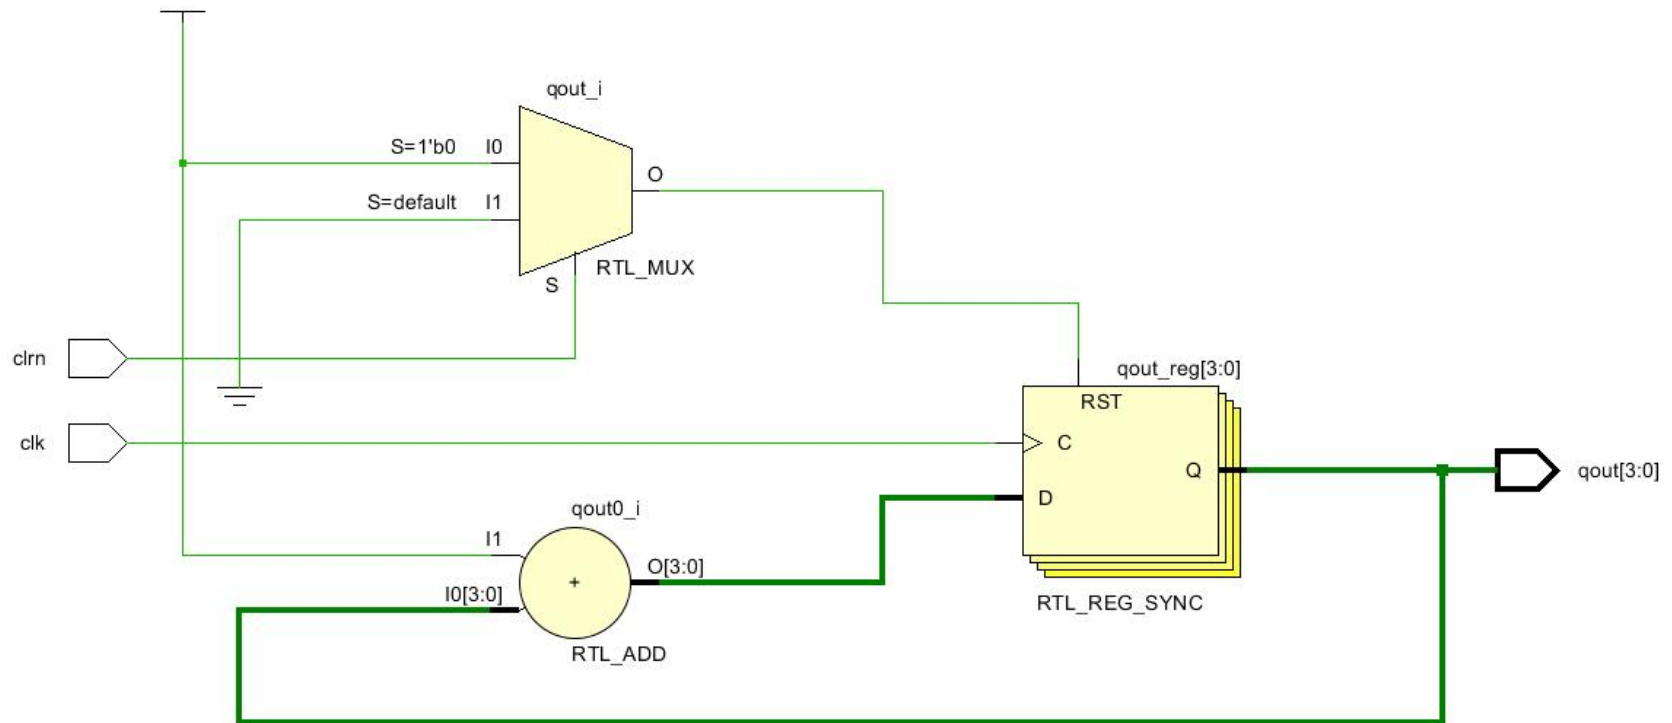 qout_i
S=1'b0 I0
O
S=default I1
RTL_MUX
S
clrn
qout_reg[3:0]
RST
clk
C
Q
qout[3:0]
D
qout0_i
I1
O[3:0]
I0[3:0]
+
RTL_REG_SYNC
RTL_ADD